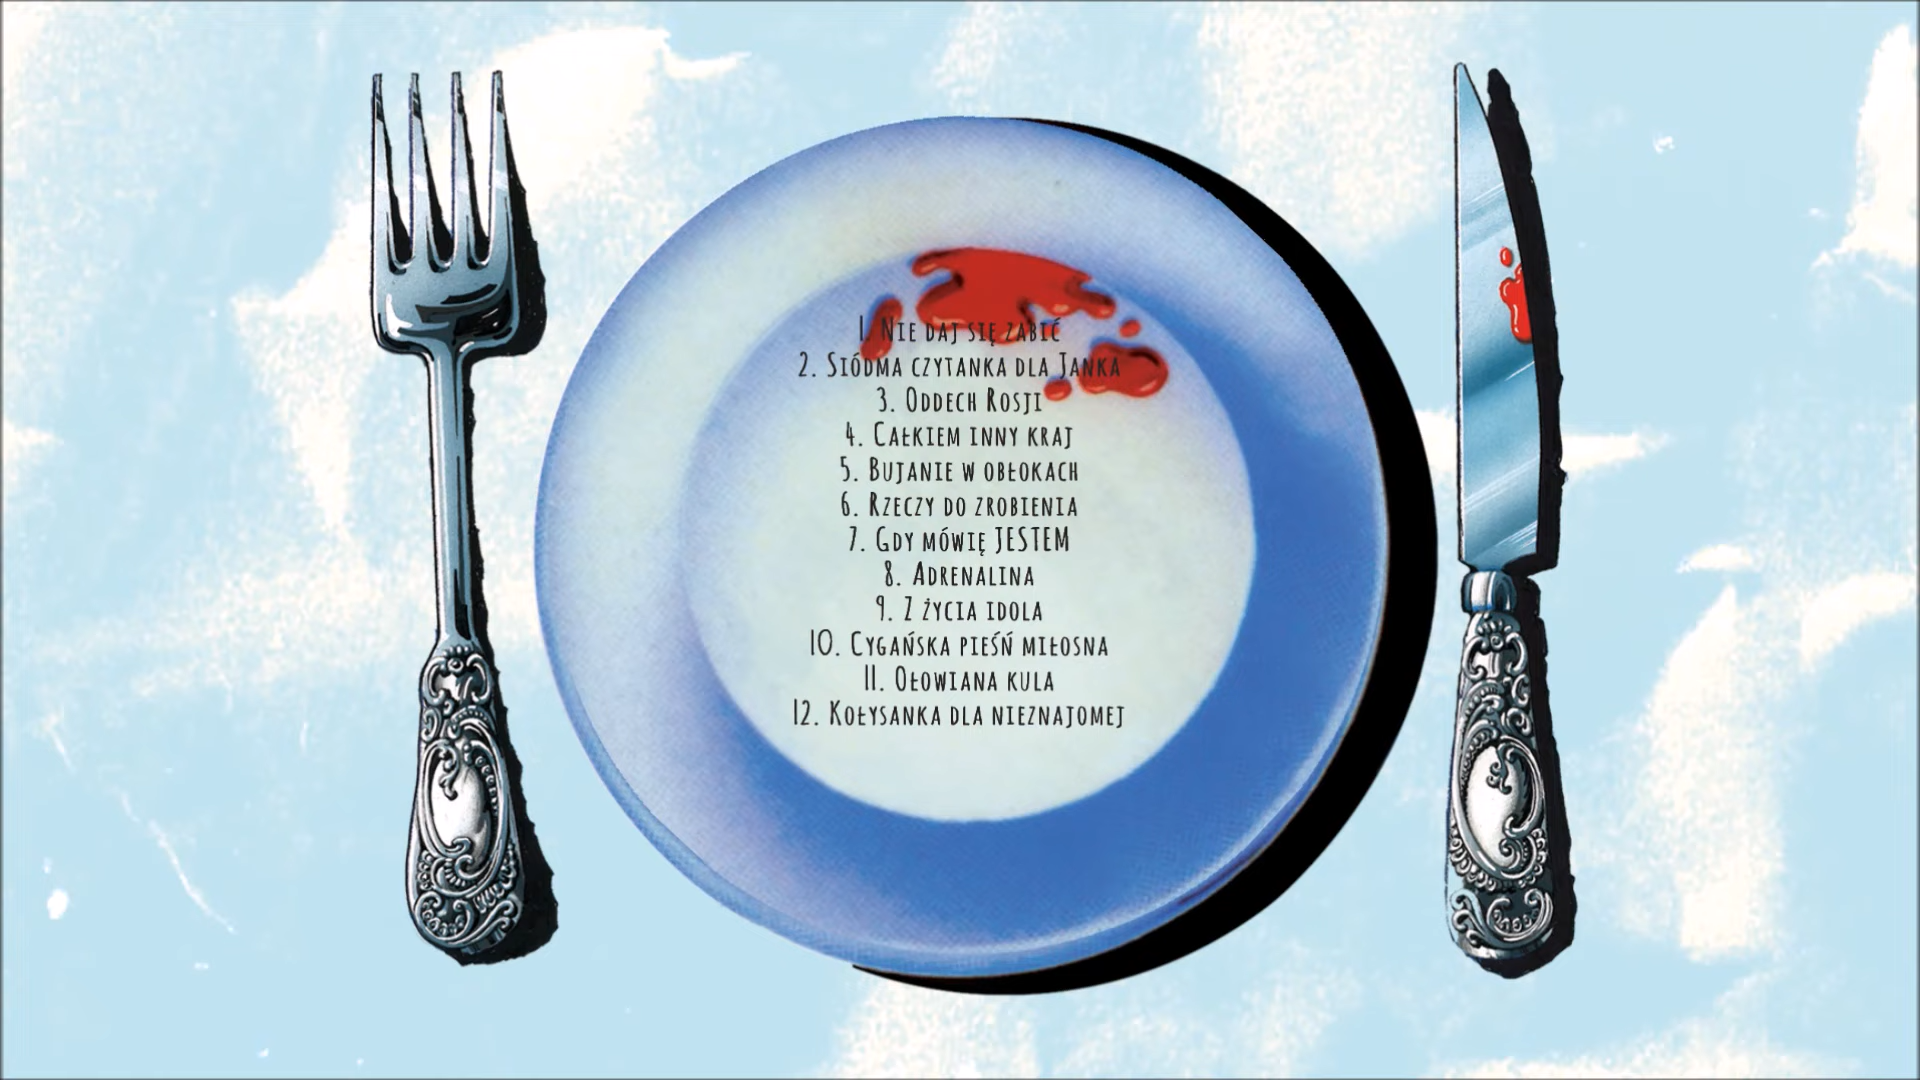 1. Nie daj się zabić
2. Siódma czytanka dla Janka
3. Oddech Rosji
4. Całkiem inny kraj
5. Bujanie w obłokach
6. Rzeczy do zrobienia
7. Gdy mówię JESTEM
8. Adrenalina
9. Z życia idola
10. Cygańska pieśń miłosna
11. Ołowiana kula
12. Kołysanka dla nieznajomej